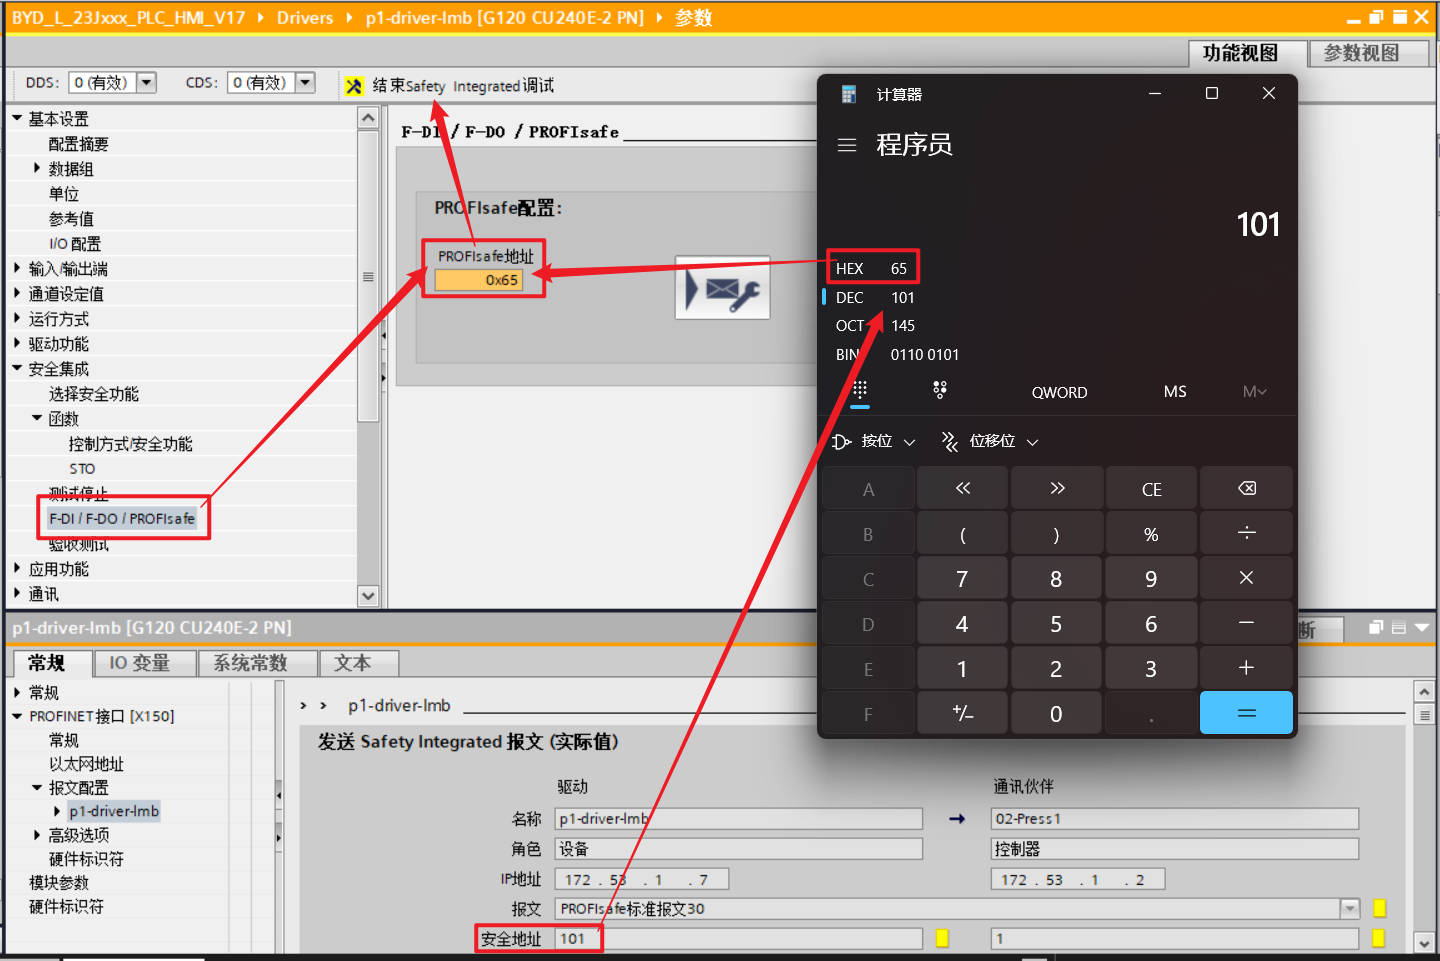 BYD_L_23Jxxx_PLC_HMI_V17 ▸ Drivers ▸ p1-driver-lmb [G120 CU240E-2 PN] ▸ 参数
功能视图 参数视图
DDS: 0 (有效) CDS: 0 (有效) 结束Safety Integrated调试
基本设置
配置摘要
数据组
单位
参考值
I/O 配置
输入/输出端
通道设定值
运行方式
驱动功能
安全集成
选择安全功能
函数
控制方式/安全功能
STO
测试停止
F-DI / F-DO / PROFIsafe
验收测试
应用功能
通讯
F-DI / F-DO / PROFIsafe
PROFIsafe配置:
PROFIsafe地址
0x65
计算器
程序员
101
HEX 65
DEC 101
OCT 145
BIN 0110 0101
QWORD MS M
按位 位移位
A << >> CE
B ( ) % ÷
C 7 8 9 ×
D 4 5 6 −
E 1 2 3 +
F +/− 0 . =
p1-driver-lmb [G120 CU240E-2 PN]
断
常规 IO 变量 系统常数 文本
常规
PROFINET接口 [X150]
常规
以太网地址
报文配置
p1-driver-lmb
高级选项
硬件标识符
模块参数
硬件标识符
› › p1-driver-lmb
发送 Safety Integrated 报文 (实际值)
驱动 通讯伙伴
名称 p1-driver-lmb → 02-Press1
角色 设备 控制器
IP地址 172 . 53 . 1 . 7 172 . 53 . 1 . 2
报文 PROFIsafe标准报文30
安全地址 101 1